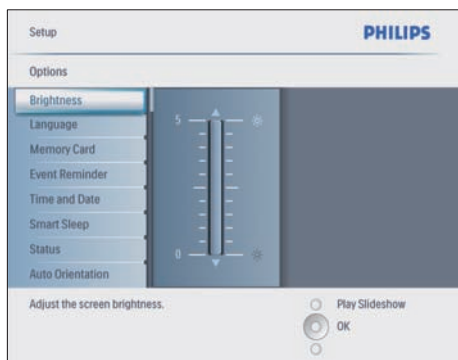 Setup
PHILIPS
Options
Brightness
Language
Memory Card
Event Reminder
Time and Date
Smart Sleep
Status
Auto Orientation
5
0
Adjust the screen brightness.
Play Slideshow
OK